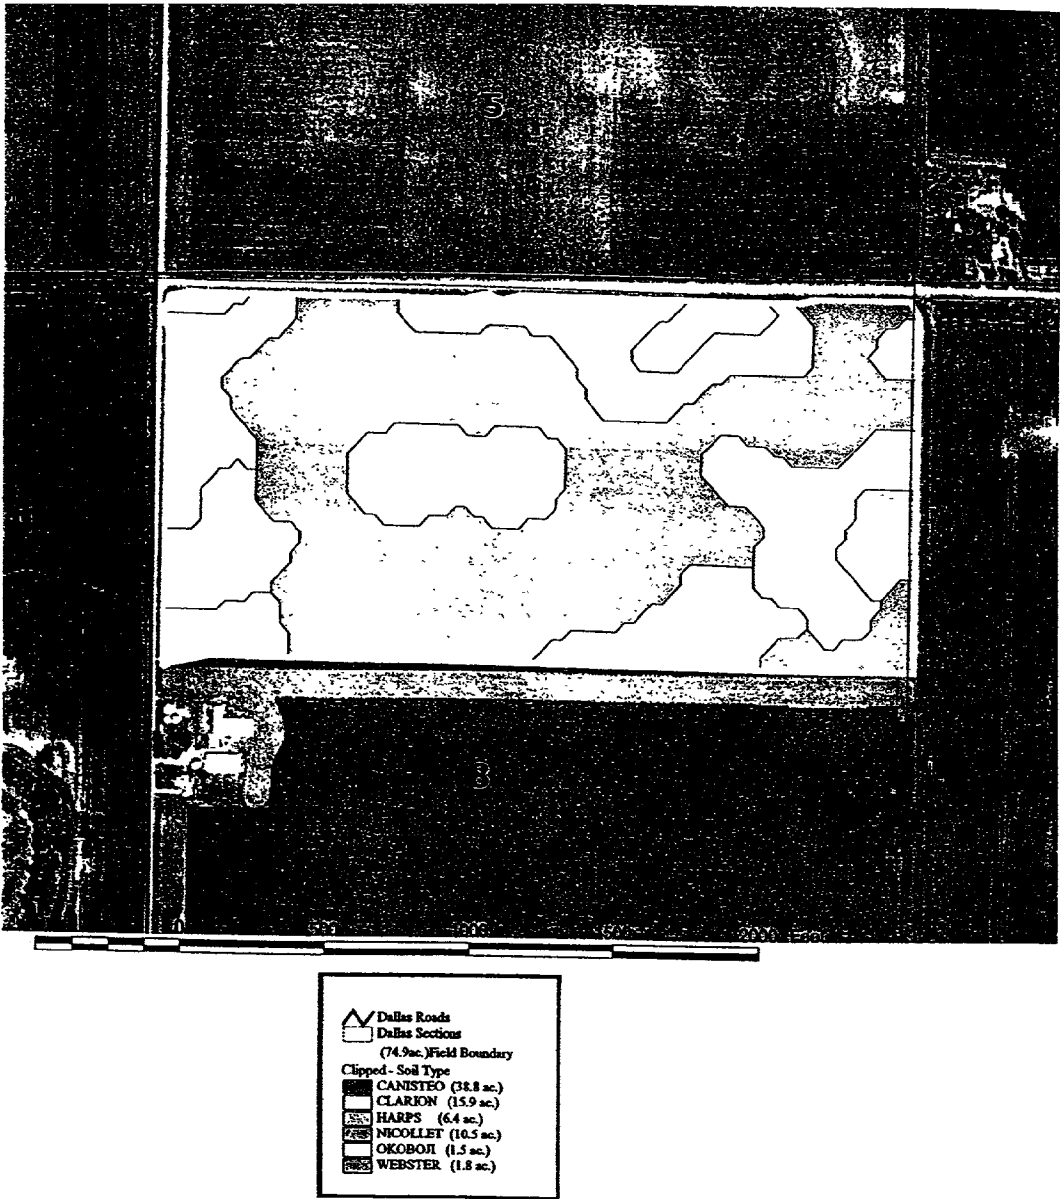 5
8
0 500 2000
Dallas Roads
Dallas Sections
(74.9ac.)Field Boundary
Clipped - Soil Type
CANISTEO (38.8 ac.)
CLARION (15.9 ac.)
HARPS (6.4 ac.)
NICOLLET (10.5 ac.)
OKOBOJI (1.5 ac.)
WEBSTER (1.8 ac.)